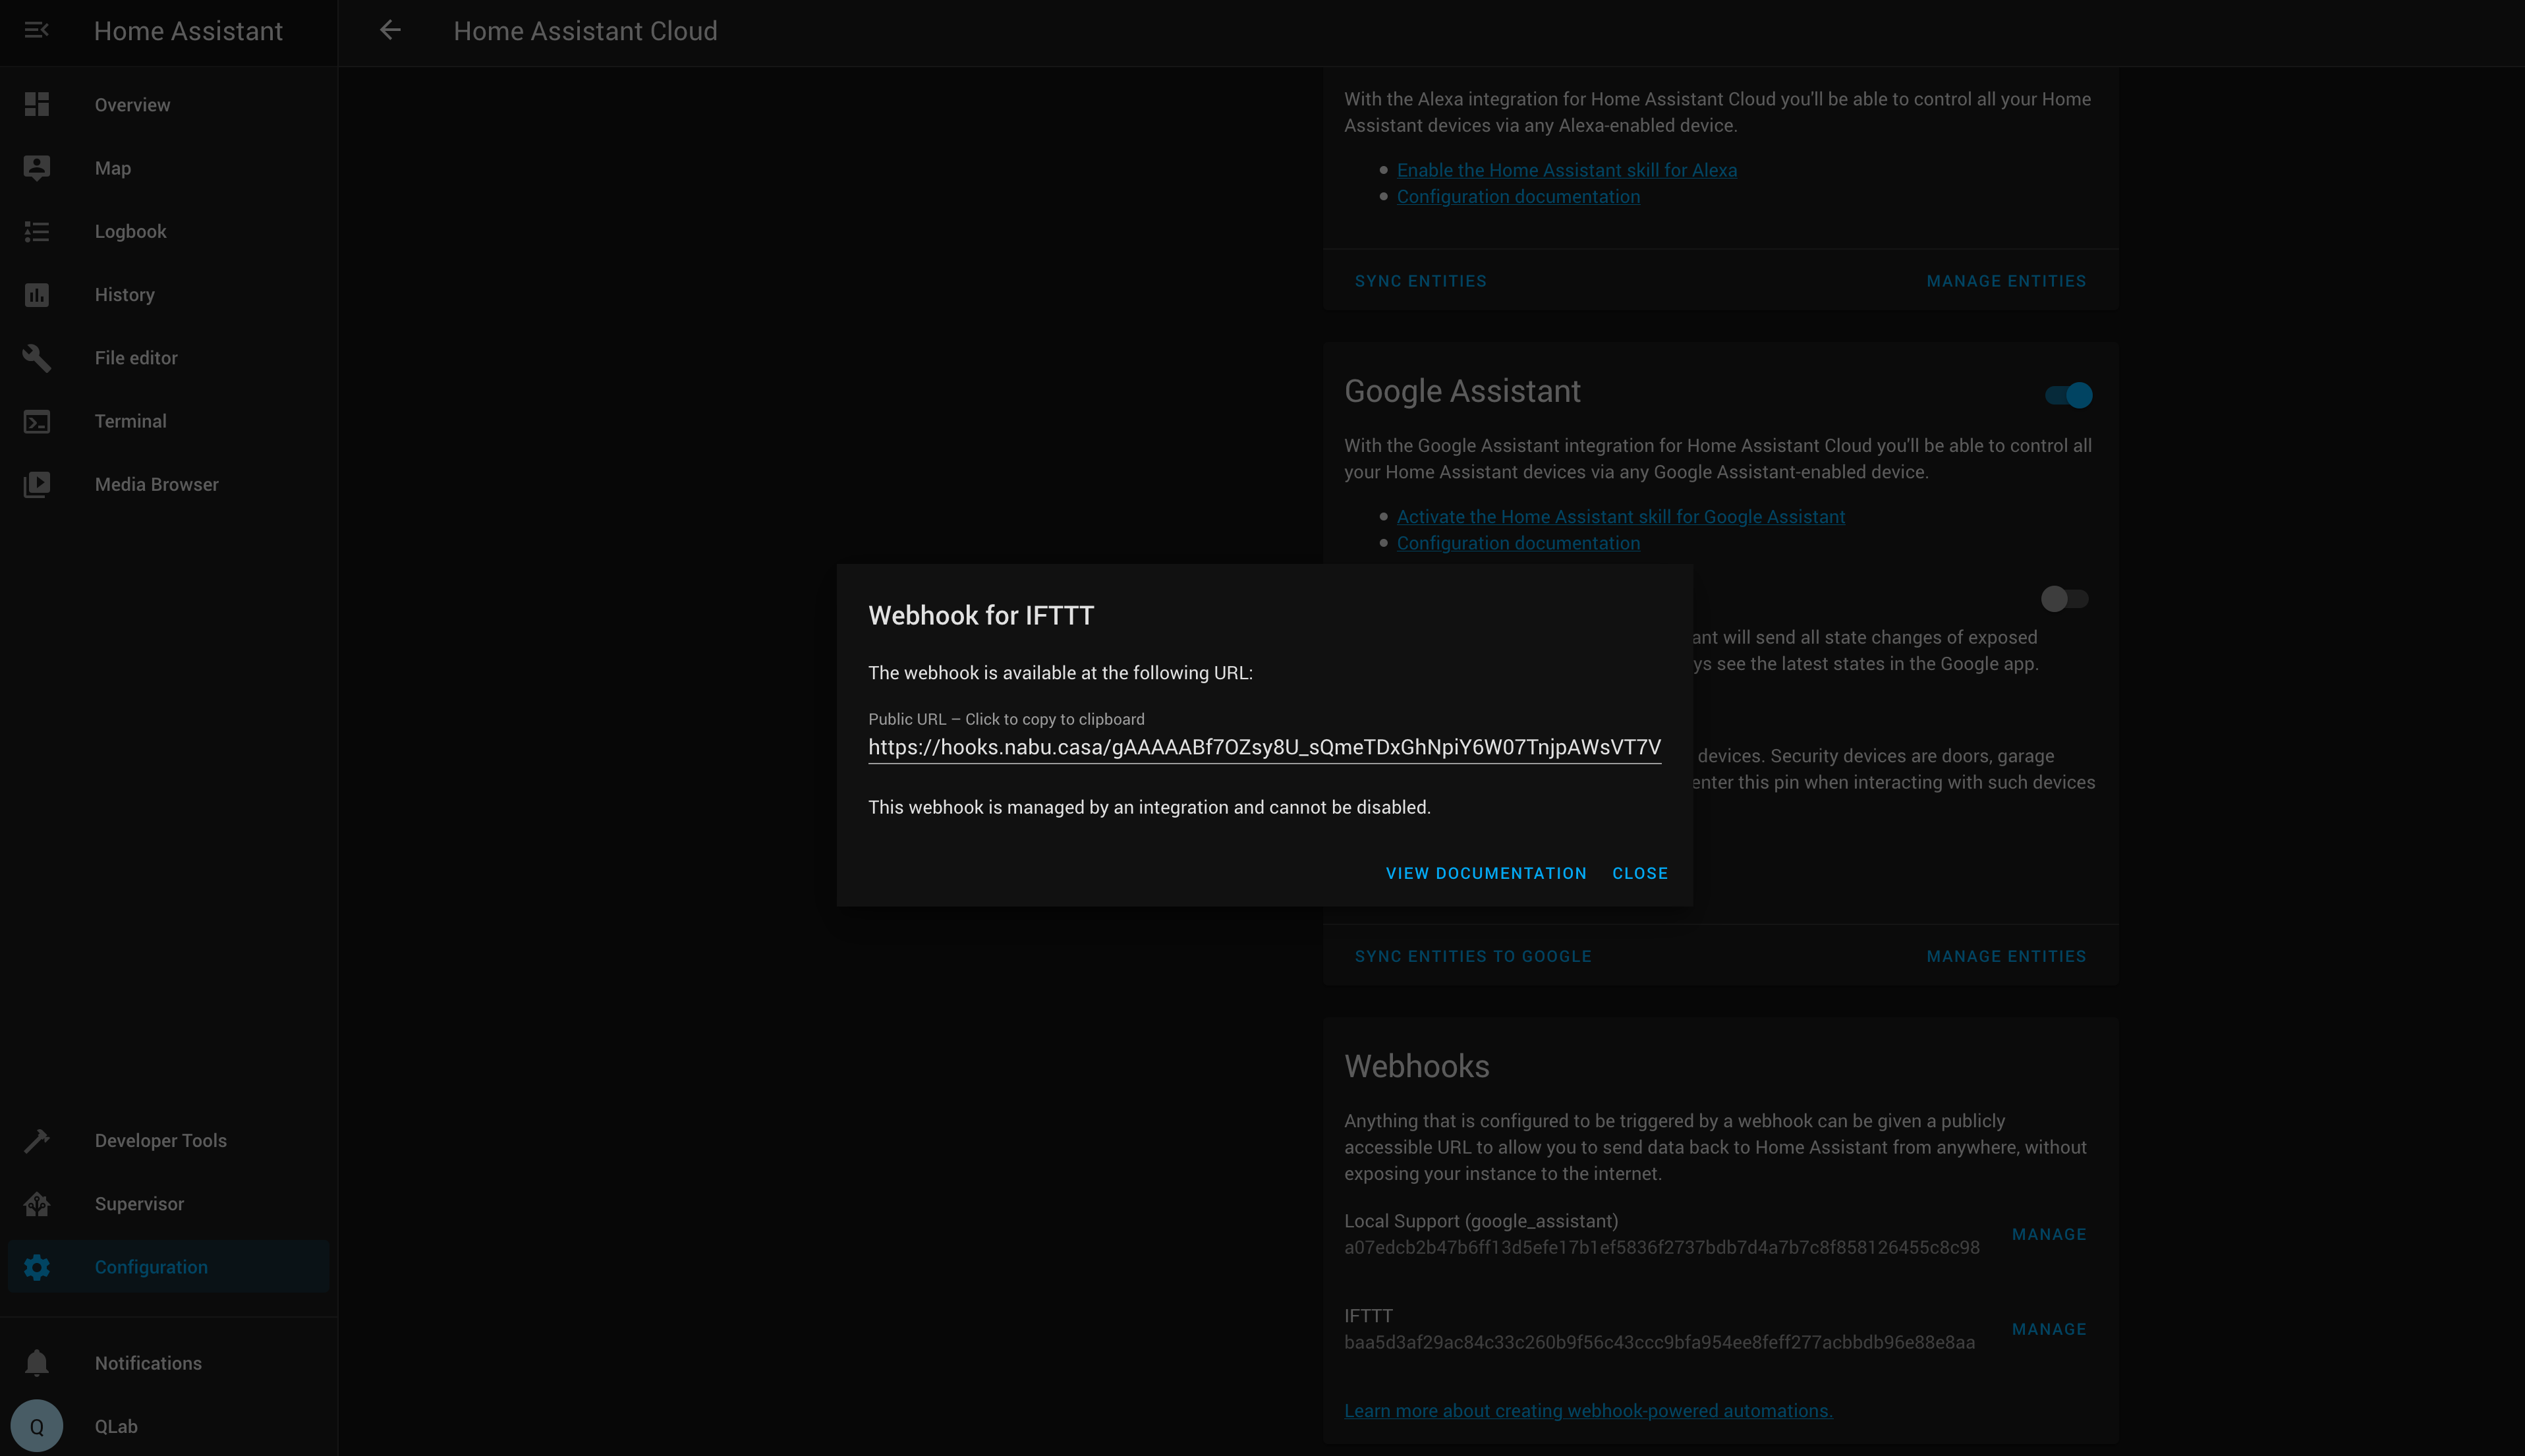 Home Assistant
Overview
Map
Logbook
History
File editor
Terminal
Media Browser
Developer Tools
Supervisor
Configuration
Notifications
Q
QLab
Home Assistant Cloud
With the Alexa integration for Home Assistant Cloud you'll be able to control all your Home
Assistant devices via any Alexa-enabled device.
Enable the Home Assistant skill for Alexa
Configuration documentation
SYNC ENTITIES
MANAGE ENTITIES
Google Assistant
With the Google Assistant integration for Home Assistant Cloud you'll be able to control all
your Home Assistant devices via any Google Assistant-enabled device.
Activate the Home Assistant skill for Google Assistant
Configuration documentation
ant will send all state changes of exposed
ys see the latest states in the Google app.
devices. Security devices are doors, garage
enter this pin when interacting with such devices
Webhook for IFTTT
The webhook is available at the following URL:
Public URL – Click to copy to clipboard
https://hooks.nabu.casa/gAAAAABf7OZsy8U_sQmeTDxGhNpiY6W07TnjpAWsVT7V
This webhook is managed by an integration and cannot be disabled.
VIEW DOCUMENTATION
CLOSE
SYNC ENTITIES TO GOOGLE
MANAGE ENTITIES
Webhooks
Anything that is configured to be triggered by a webhook can be given a publicly
accessible URL to allow you to send data back to Home Assistant from anywhere, without
exposing your instance to the internet.
Local Support (google_assistant)
a07edcb2b47b6ff13d5efe17b1ef5836f2737bdb7d4a7b7c8f858126455c8c98
MANAGE
IFTTT
baa5d3af29ac84c33c260b9f56c43ccc9bfa954ee8feff277acbbdb96e88e8aa
MANAGE
Learn more about creating webhook-powered automations.